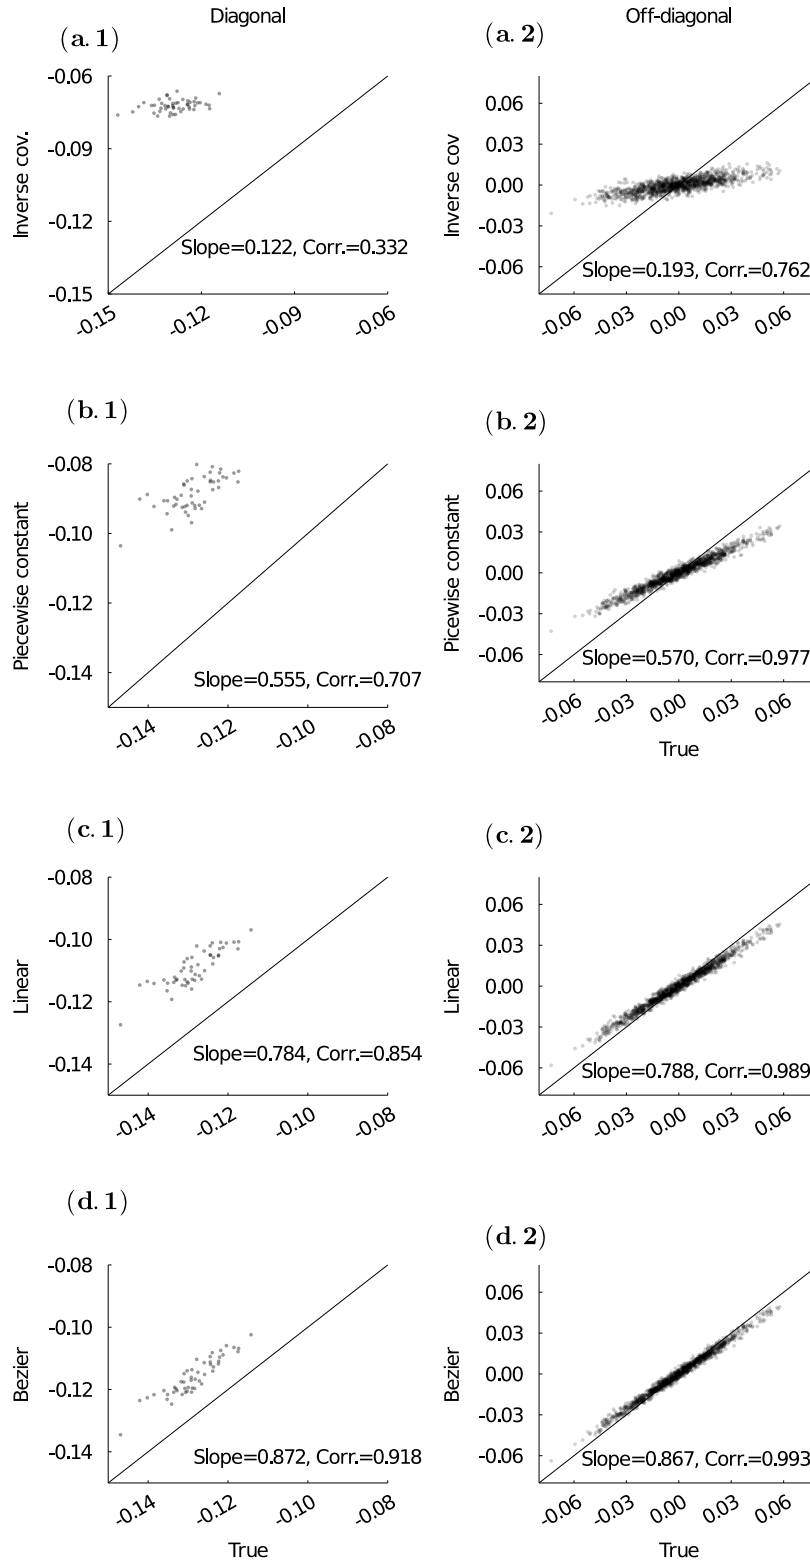 Diagonal
Off-diagonal
(a. 1)
-0.06
-0.09
-0.12
-0.15
Inverse cov.
Slope=0.122, Corr.=0.332
-0.15
-0.12
-0.09
-0.06
(a. 2)
0.06
0.03
0.00
-0.03
-0.06
Inverse cov
Slope=0.193, Corr.=0.762
-0.06
-0.03
0.00
0.03
0.06
(b. 1)
-0.08
-0.10
-0.12
-0.14
Piecewise constant
Slope=0.555, Corr.=0.707
-0.14
-0.12
-0.10
-0.08
(b. 2)
0.06
0.03
0.00
-0.03
-0.06
Picewise constant
Slope=0.570, Corr.=0.977
-0.06
-0.03
0.00
0.03
0.06
True
(c. 1)
-0.08
-0.10
-0.12
-0.14
Linear
Slope=0.784, Corr.=0.854
-0.14
-0.12
-0.10
-0.08
(c. 2)
0.06
0.03
0.00
-0.03
-0.06
Linear
Slope=0.788, Corr.=0.989
-0.06
-0.03
0.00
0.03
0.06
(d. 1)
-0.08
-0.10
-0.12
-0.14
Bezier
Slope=0.872, Corr.=0.918
-0.14
-0.12
-0.10
-0.08
True
(d. 2)
0.06
0.03
0.00
-0.03
-0.06
Bezier
Slope=0.867, Corr.=0.993
-0.06
-0.03
0.00
0.03
0.06
True